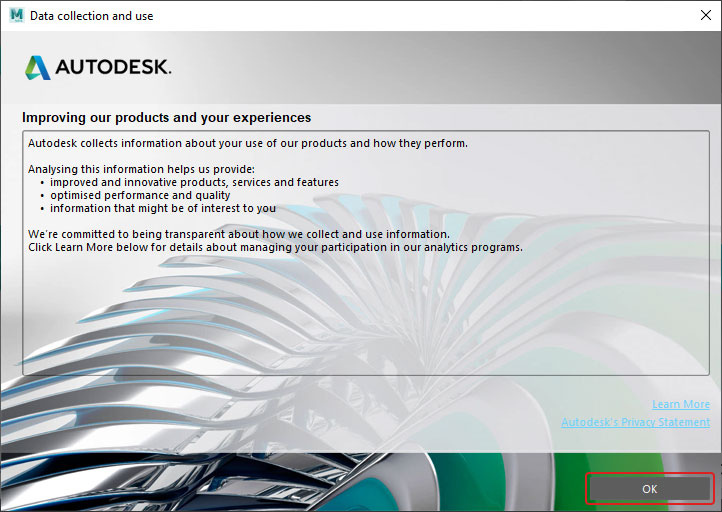 Data collection and use
AUTODESK.
Improving our products and your experiences
Autodesk collects information about your use of our products and how they perform.
Analysing this information helps us provide:
• improved and innovative products, services and features
• optimised performance and quality
• information that might be of interest to you
We're committed to being transparent about how we collect and use information.
Click Learn More below for details about managing your participation in our analytics programs.
Learn More
Autodesk's Privacy Statement
OK